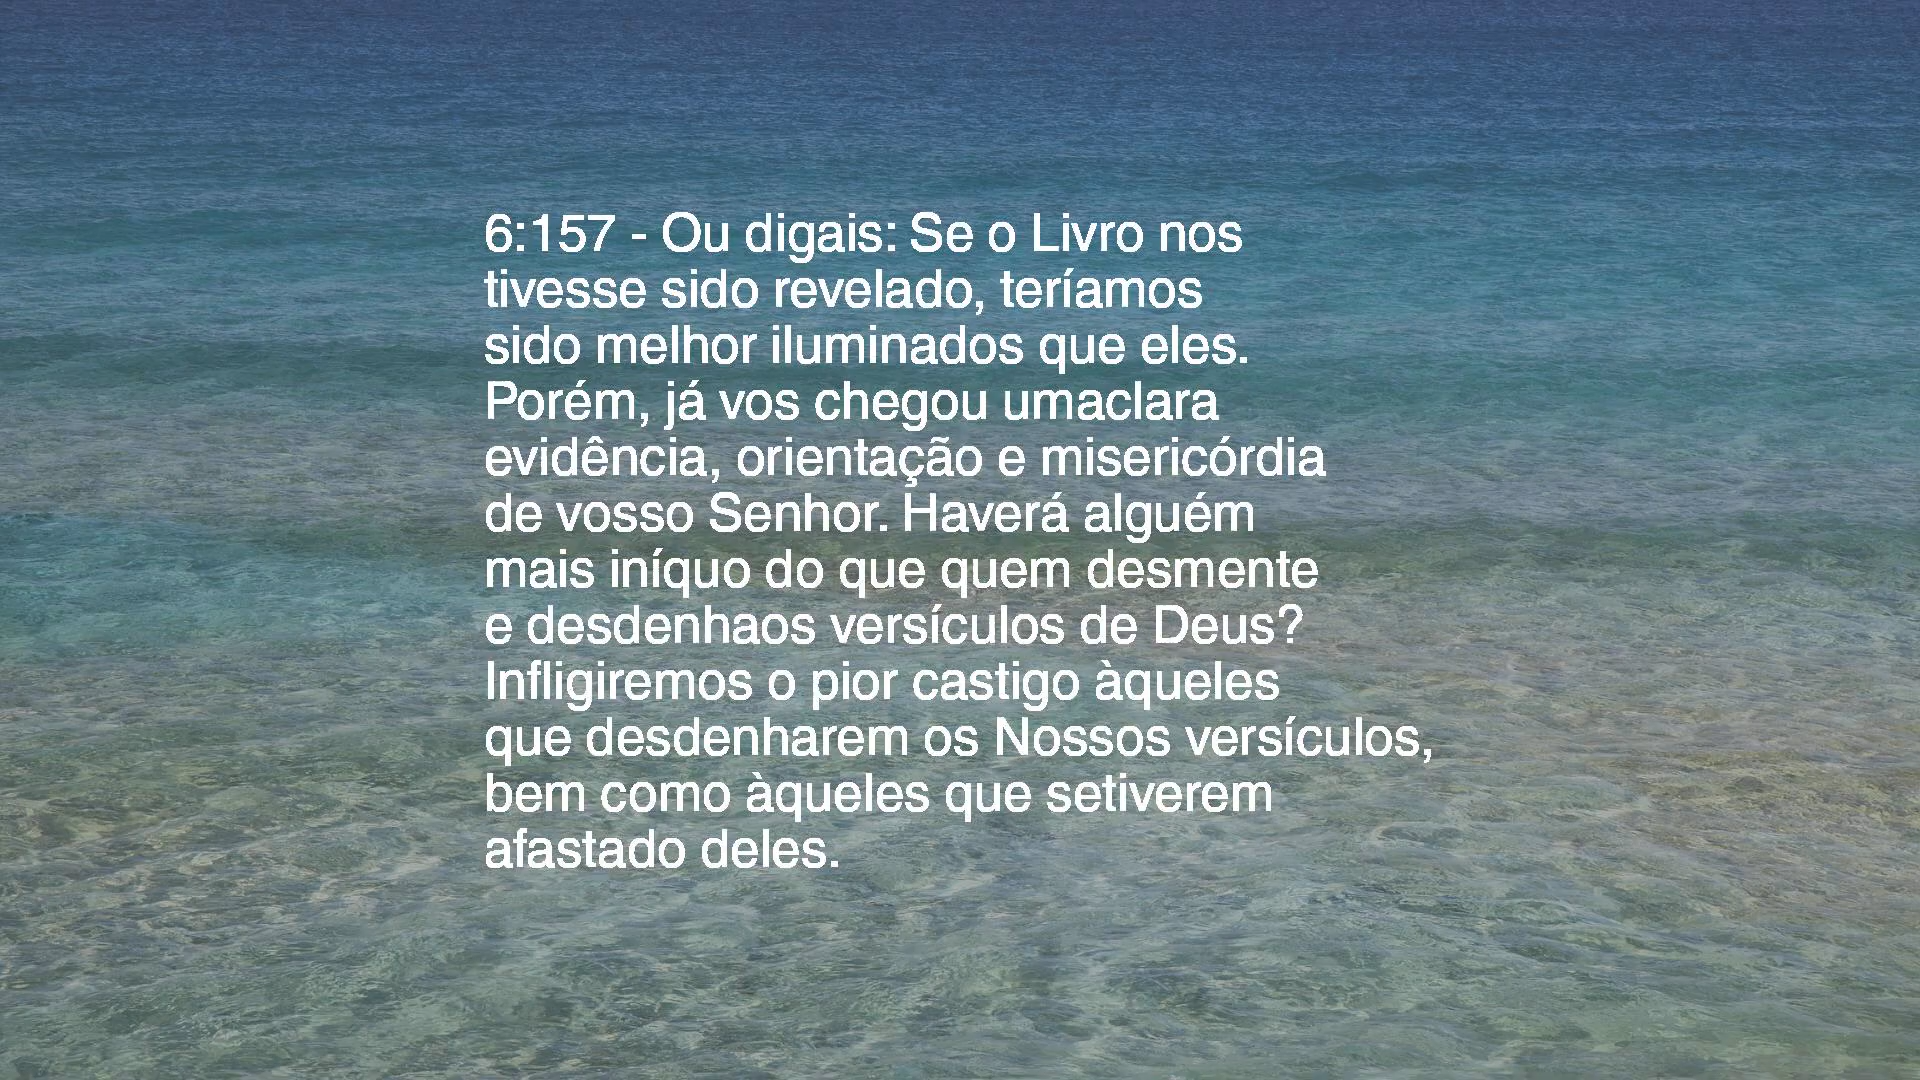 6:157 - Ou digais: Se o Livro nos
tivesse sido revelado, teríamos
sido melhor iluminados que eles.
Porém, já vos chegou umaclara
evidência, orientação e misericórdia
de vosso Senhor. Haverá alguém
mais iníquo do que quem desmente
e desdenhaos versículos de Deus?
Infligiremos o pior castigo àqueles
que desdenharem os Nossos versículos,
bem como àqueles que setiverem
afastado deles.